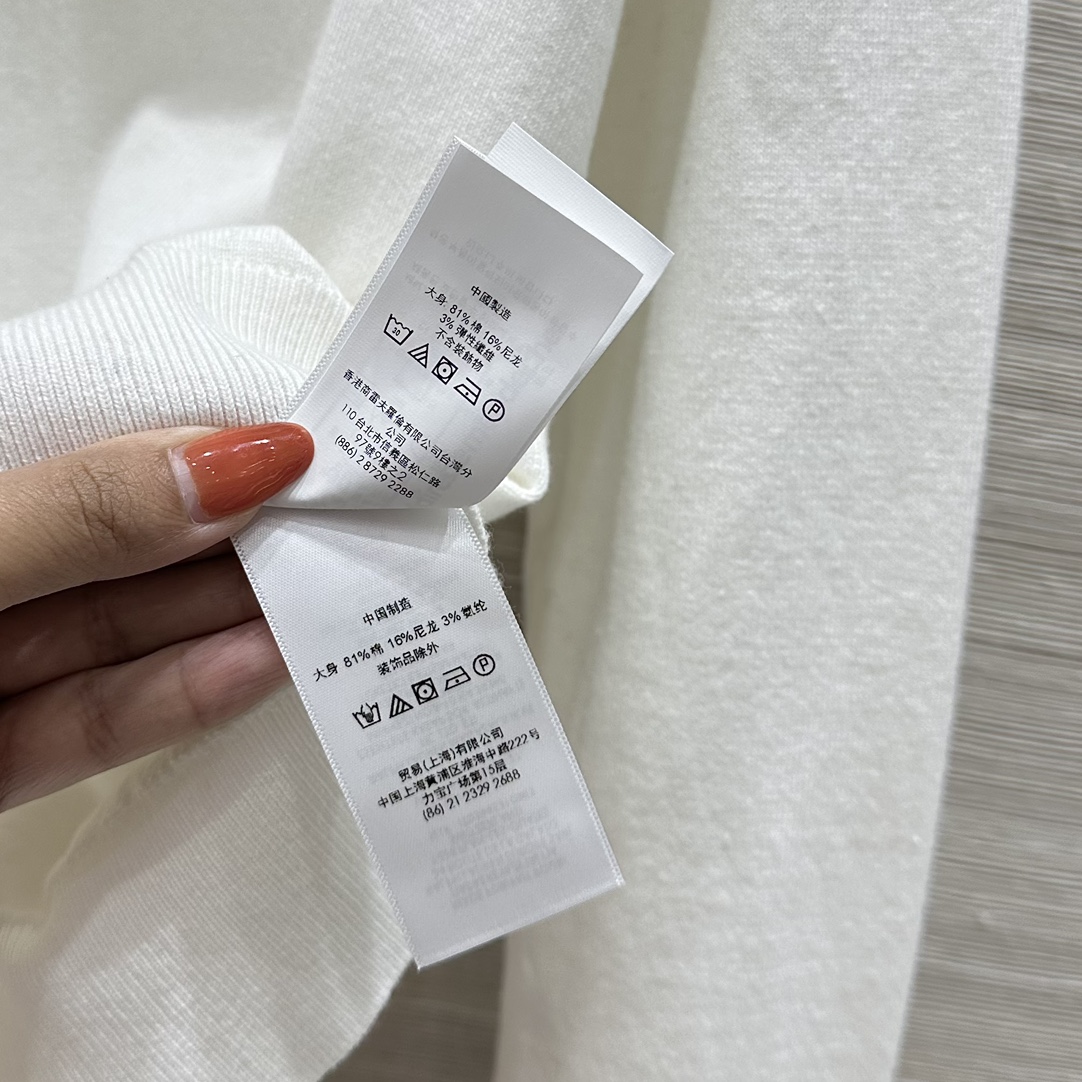 中國製造
大身 81%棉 16%尼龙
3% 彈性纖維
不含裝飾物
30
P
香港商雷夫羅倫有限公司台灣分
公司
110 台北市信義區松仁路
97號9樓之2
(886) 2 8729 2288
中国制造
大身 81%棉 16%尼龙 3% 氨纶
装饰品除外
P
贸易(上海)有限公司
中国上海黄浦区淮海中路222号
力宝广场第15层
(86) 21 2329 2688